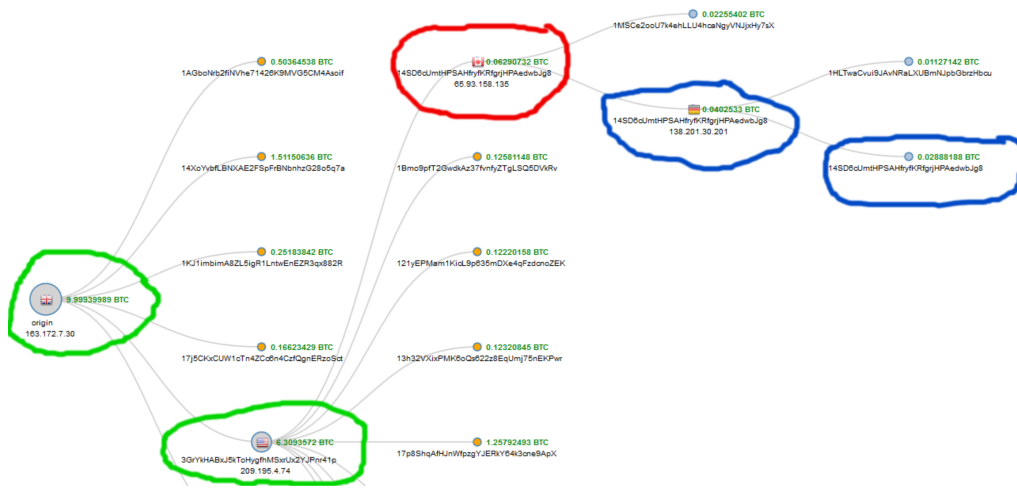 0.02255402 BTC
1MSCe2ooU7k4ehLLU4hcaNgyVNJjxHy7sX
0.50364538 BTC
1AGboNrb2fiNVhe71426K9MVG5CM4Asoif
0.06290732 BTC
14SD6cUmtHPSAHfryfKRfgrjHPAedwbJg8
65.93.158.135
0.01127142 BTC
1HLTwaCvui9JAvNRaLXUBmNJpbGbrzHbcu
0.0402533 BTC
14SD6cUmtHPSAHfryfKRfgrjHPAedwbJg8
138.201.30.201
1.51150636 BTC
14XoYvbfLBNXAE2FSpFrBNbnhzG28o5q7a
0.12581148 BTC
1Bmo9pfT2GwdkAz37fvnfyZTgLSQ5DVkRv
0.02888188 BTC
14SD6cUmtHPSAHfryfKRfgrjHPAedwbJg8
0.25183842 BTC
1KJ1imbimA8ZL5igR1LntwEnEZR3qx882R
0.12220158 BTC
121yEPMam1KicL9p635mDXe4qFzdcnoZEK
9.99939989 BTC
origin
163.172.7.30
0.16623429 BTC
17j5CKxCUW1cTn4ZCc6n4CzfQgnERzoSct
0.12320845 BTC
13h32VXixPMK6oQs622z8EqUmj75nEKPwr
6.3093572 BTC
3GrYkHABxJ5kToHygfhMSxrUx2YJPnr41p
209.195.4.74
1.25792493 BTC
17p8ShqAfHJnWfpzgYJERkY64k3cne9ApX